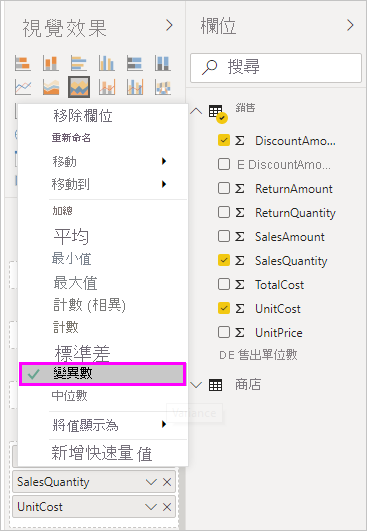 視覺效果
欄位
搜尋
移除欄位
重新命名
移動
移動到
加總
平均
最小值
最大值
計數 (相異)
計數
標準差
變異數
中位數
將值顯示為
新增快速量 值
SalesQuantity
UnitCost
銷售
DiscountAmo...
E DiscountAmo...
ReturnAmount
ReturnQuantity
SalesAmount
SalesQuantity
TotalCost
UnitCost
UnitPrice
DE 售出單位數
商店
Variance